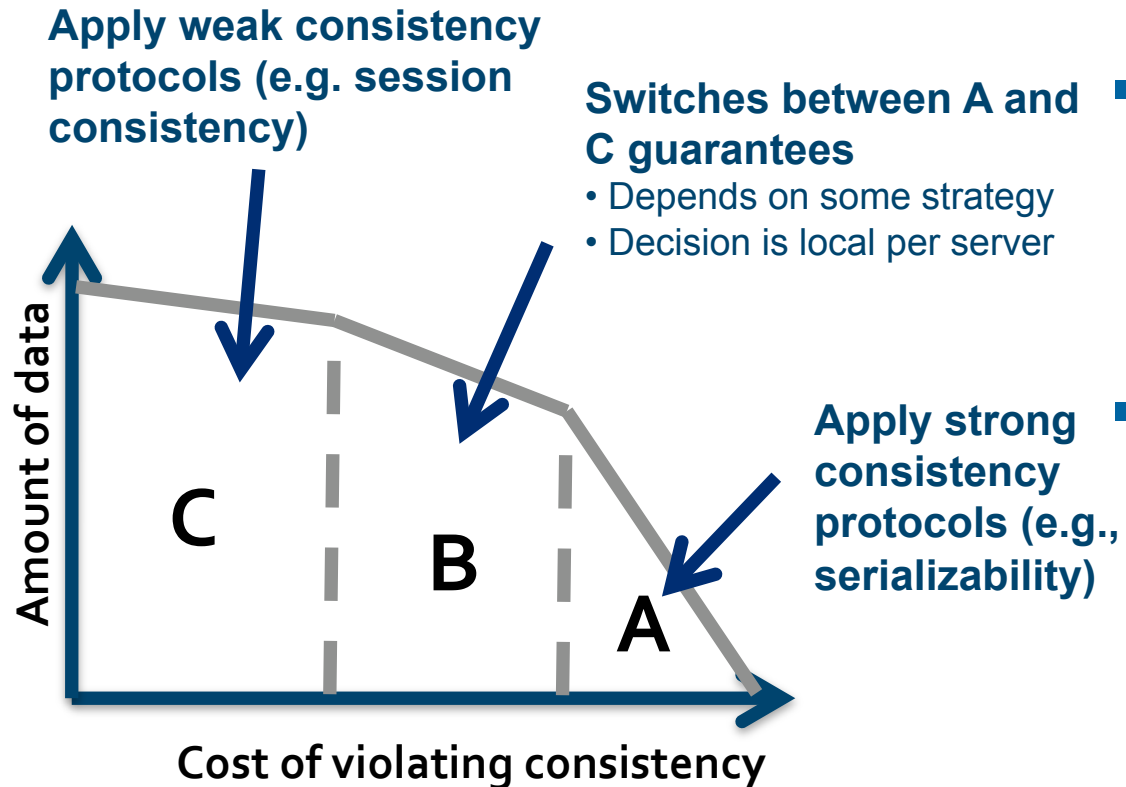 Apply weak consistency
protocols (e.g. session
consistency)
Switches between A and
C guarantees
• Depends on some strategy
• Decision is local per server
Amount of data
C
B
A
Apply strong
consistency
protocols (e.g.,
serializability)
Cost of violating consistency